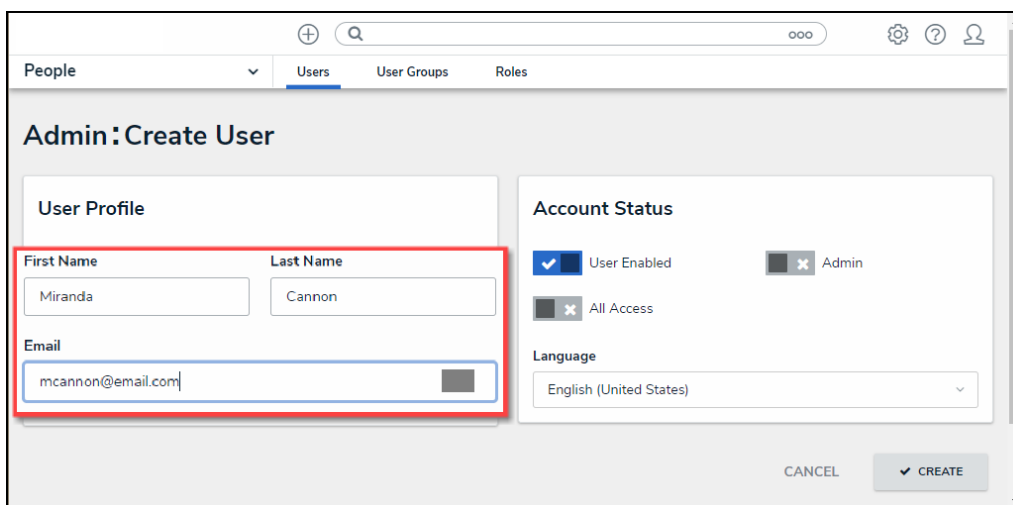 People Users User Groups Roles
Admin:Create User
User Profile
First Name Last Name
Miranda Cannon
Email
mcannon@email.com
Account Status
User Enabled Admin
All Access
Language
English (United States)
CANCEL CREATE